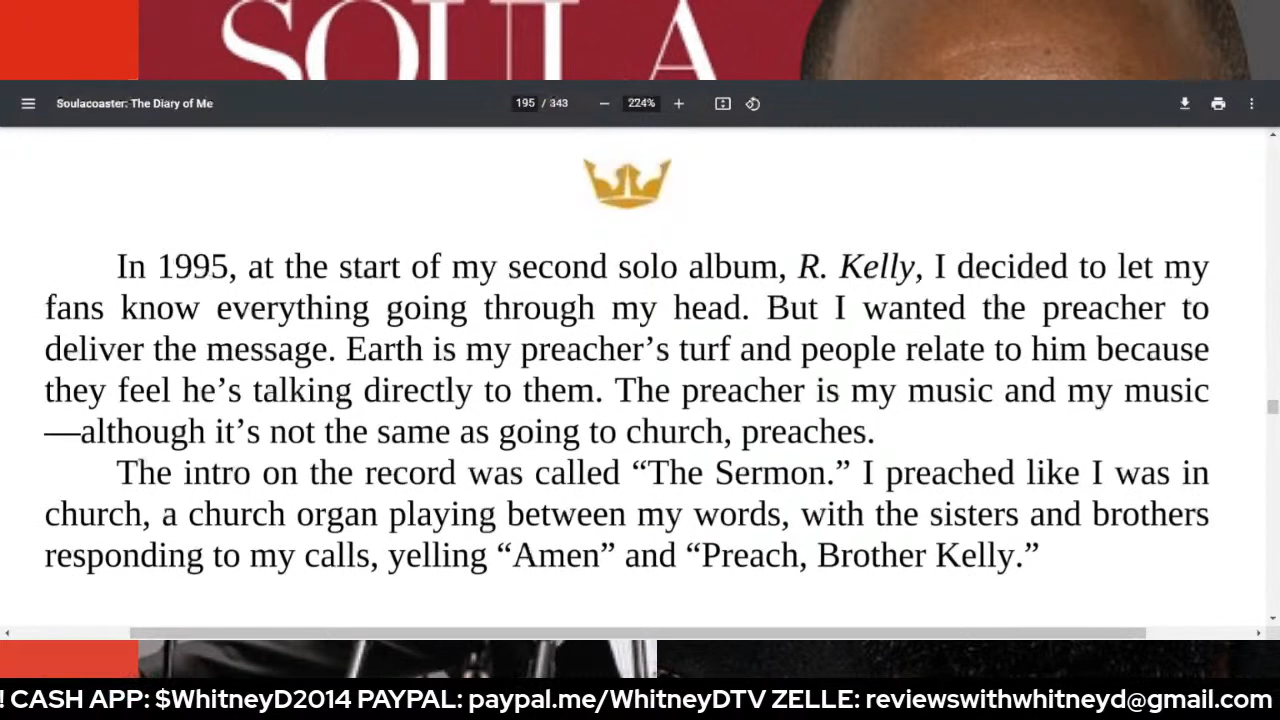 SOULA
Soulacoaster: The Diary of Me
195 / 343
224%
In 1995, at the start of my second solo album, R. Kelly, I decided to let my
fans know everything going through my head. But I wanted the preacher to
deliver the message. Earth is my preacher’s turf and people relate to him because
they feel he’s talking directly to them. The preacher is my music and my music
—although it’s not the same as going to church, preaches.
The intro on the record was called “The Sermon.” I preached like I was in
church, a church organ playing between my words, with the sisters and brothers
responding to my calls, yelling “Amen” and “Preach, Brother Kelly.”
! CASH APP: $WhitneyD2014 PAYPAL: paypal.me/WhitneyDTV ZELLE: reviewswithwhitneyd@gmail.com